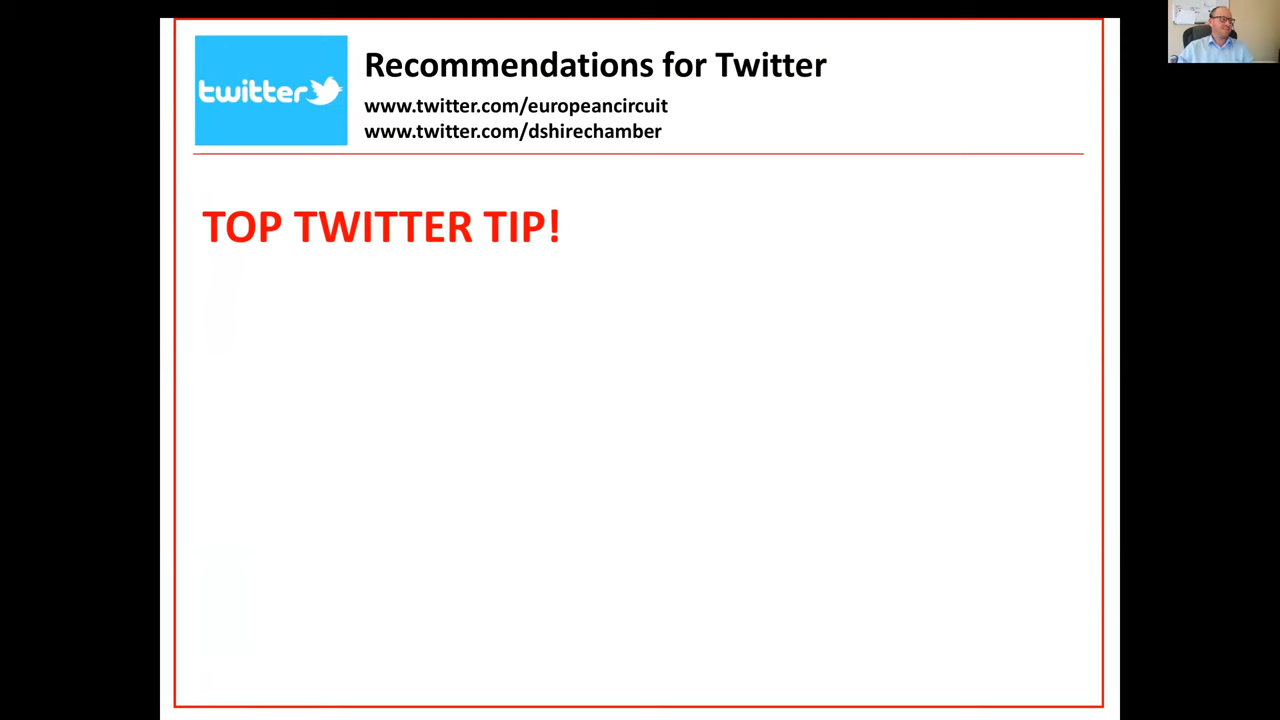 twitter
Recommendations for Twitter
www.twitter.com/europeancircuit
www.twitter.com/dshirechamber
TOP TWITTER TIP!